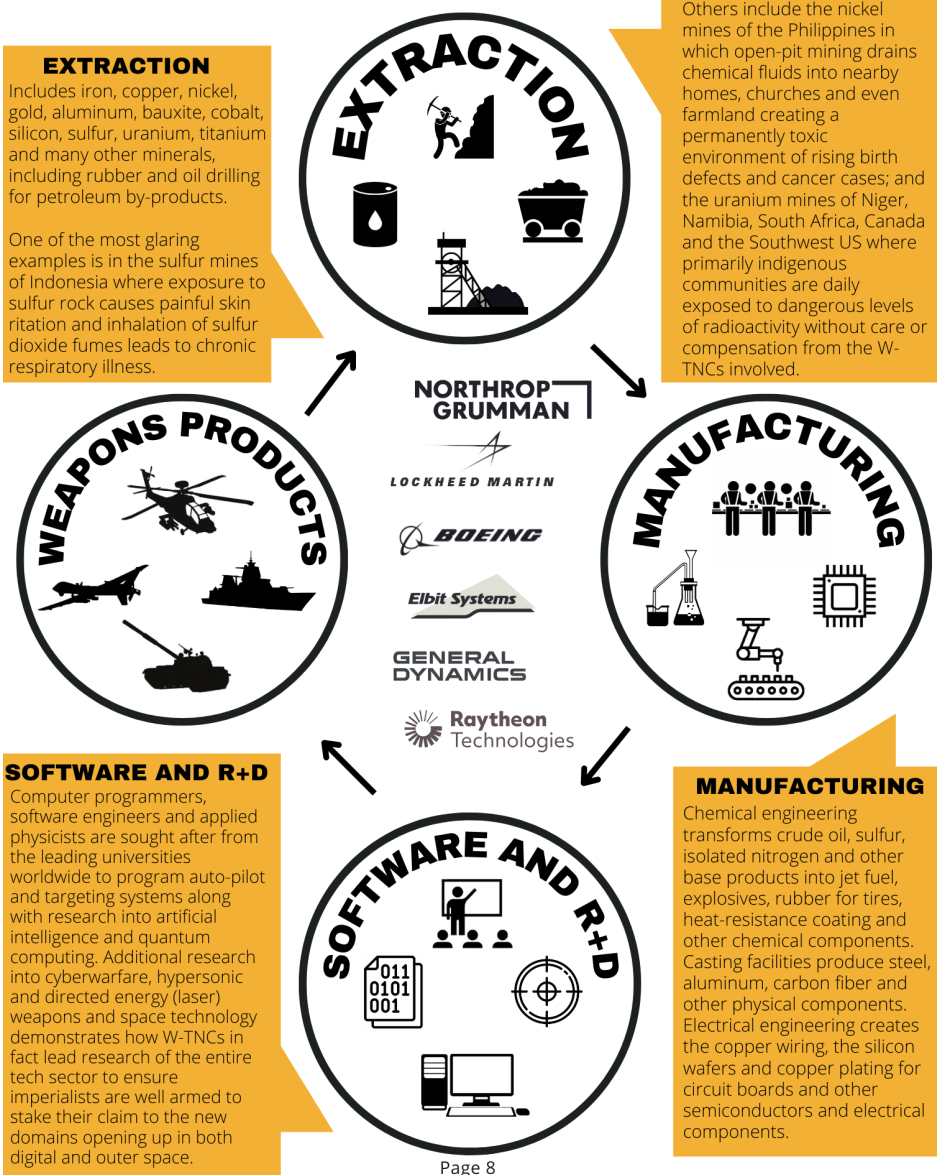 EXTRACTION
Includes iron, copper, nickel,
gold, aluminum, bauxite, cobalt,
silicon, sulfur, uranium, titanium
and many other minerals,
including rubber and oil drilling
for petroleum by-products.
One of the most glaring
examples is in the sulfur mines
of Indonesia where exposure to
sulfur rock causes painful skin
ritation and inhalation of sulfur
dioxide fumes leads to chronic
respiratory illness.
EXTRACTION
Others include the nickel
mines of the Philippines in
which open-pit mining drains
chemical fluids into nearby
homes, churches and even
farmland creating a
permanently toxic
environment of rising birth
defects and cancer cases; and
the uranium mines of Niger,
Namibia, South Africa, Canada
and the Southwest US where
primarily indigenous
communities are daily
exposed to dangerous levels
of radioactivity without care or
compensation from the W-
TNCs involved.
WEAPONS PRODUCTS
NORTHROP
GRUMMAN
LOCKHEED MARTIN
BOEING
Elbit Systems
GENERAL
DYNAMICS
Raytheon
Technologies
MANUFACTURING
SOFTWARE AND R+D
Computer programmers,
software engineers and applied
physicists are sought after from
the leading universities
worldwide to program auto-pilot
and targeting systems along
with research into artificial
intelligence and quantum
computing. Additional research
into cyberwarfare, hypersonic
and directed energy (laser)
weapons and space technology
demonstrates how W-TNCs in
fact lead research of the entire
tech sector to ensure
imperialists are well armed to
stake their claim to the new
domains opening up in both
digital and outer space.
SOFTWARE AND R+D
011
0101
001
MANUFACTURING
Chemical engineering
transforms crude oil, sulfur,
isolated nitrogen and other
base products into jet fuel,
explosives, rubber for tires,
heat-resistance coating and
other chemical components.
Casting facilities produce steel,
aluminum, carbon fiber and
other physical components.
Electrical engineering creates
the copper wiring, the silicon
wafers and copper plating for
circuit boards and other
semiconductors and electrical
components.
Page 8